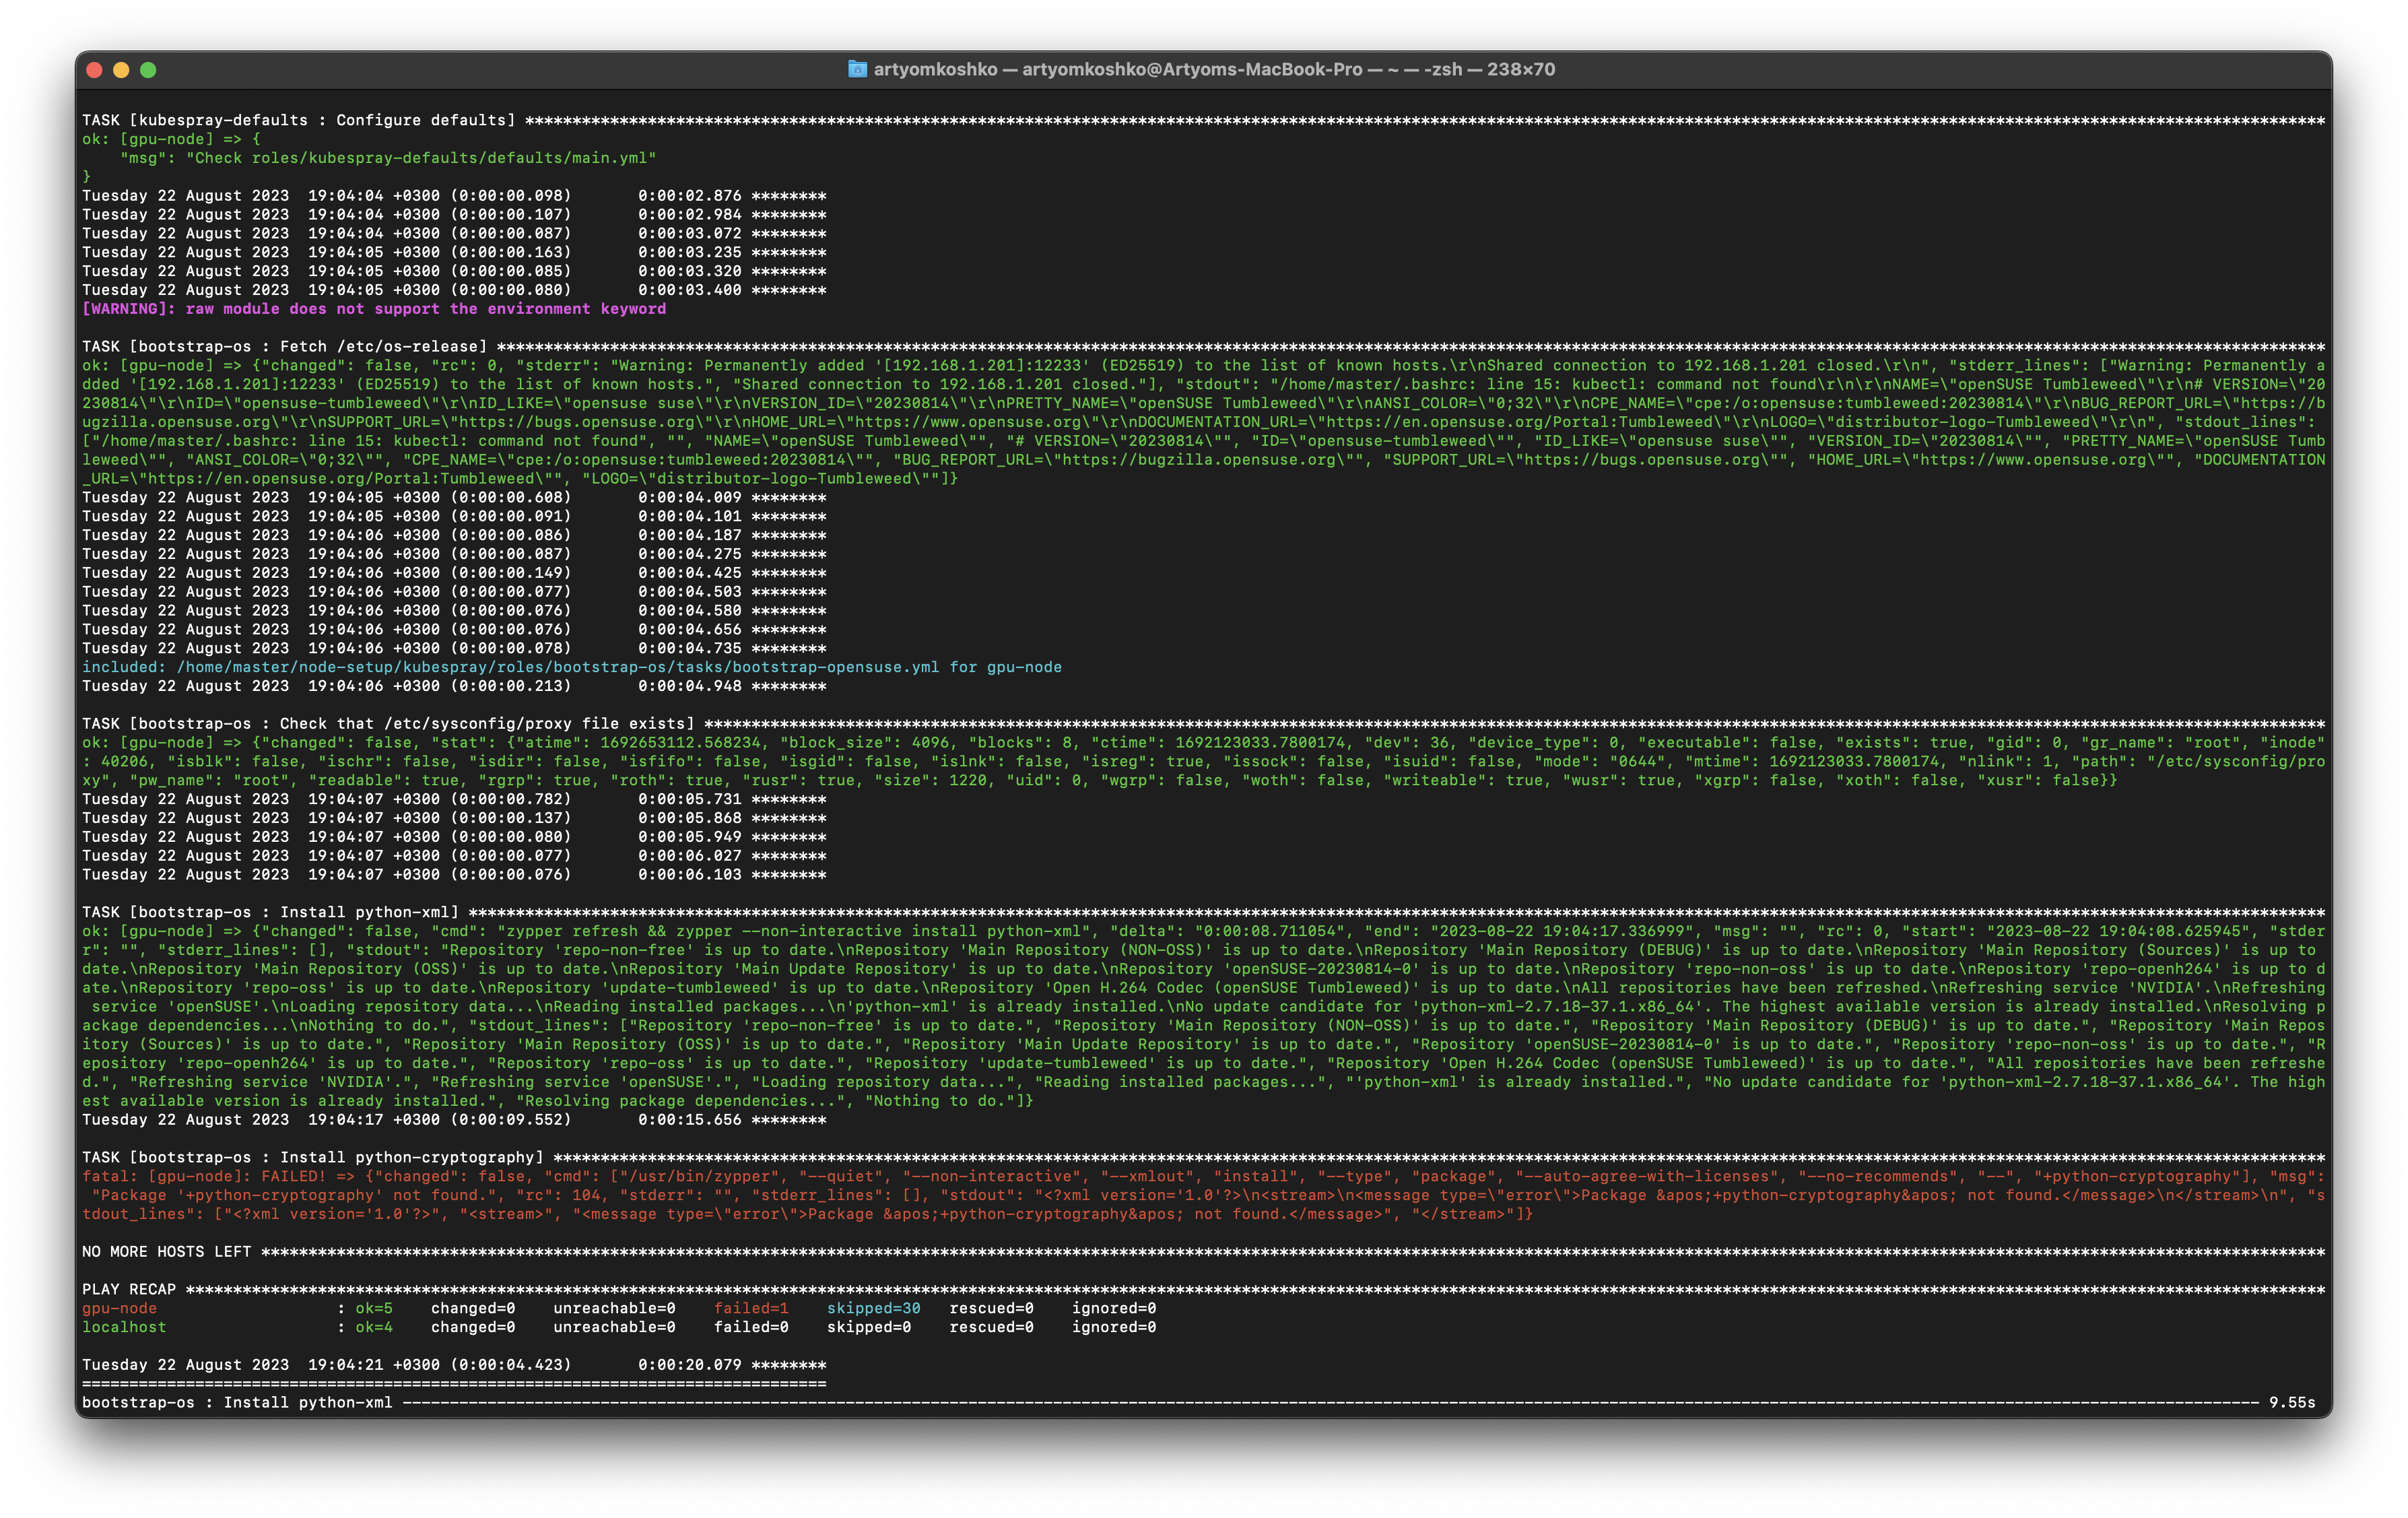 artyomkoshko — artyomkoshko@Artyoms-MacBook-Pro — ~ — -zsh — 238×70
TASK [kubespray-defaults : Configure defaults] ****************************************************************************************************************************************************************************************
ok: [gpu-node] => {
    "msg": "Check roles/kubespray-defaults/defaults/main.yml"
}
Tuesday 22 August 2023  19:04:04 +0300 (0:00:00.098)       0:00:02.876 ********
Tuesday 22 August 2023  19:04:04 +0300 (0:00:00.107)       0:00:02.984 ********
Tuesday 22 August 2023  19:04:04 +0300 (0:00:00.087)       0:00:03.072 ********
Tuesday 22 August 2023  19:04:05 +0300 (0:00:00.163)       0:00:03.235 ********
Tuesday 22 August 2023  19:04:05 +0300 (0:00:00.085)       0:00:03.320 ********
Tuesday 22 August 2023  19:04:05 +0300 (0:00:00.080)       0:00:03.400 ********
[WARNING]: raw module does not support the environment keyword
TASK [bootstrap-os : Fetch /etc/os-release] *******************************************************************************************************************************************************************************************
ok: [gpu-node] => {"changed": false, "rc": 0, "stderr": "Warning: Permanently added '[192.168.1.201]:12233' (ED25519) to the list of known hosts.\r\nShared connection to 192.168.1.201 closed.\r\n", "stderr_lines": ["Warning: Permanently a
dded '[192.168.1.201]:12233' (ED25519) to the list of known hosts.", "Shared connection to 192.168.1.201 closed."], "stdout": "/home/master/.bashrc: line 15: kubectl: command not found\r\n\r\nNAME=\"openSUSE Tumbleweed\"\r\n# VERSION=\"20
230814\"\r\nID=\"opensuse-tumbleweed\"\r\nID_LIKE=\"opensuse suse\"\r\nVERSION_ID=\"20230814\"\r\nPRETTY_NAME=\"openSUSE Tumbleweed\"\r\nANSI_COLOR=\"0;32\"\r\nCPE_NAME=\"cpe:/o:opensuse:tumbleweed:20230814\"\r\nBUG_REPORT_URL=\"https://b
ugzilla.opensuse.org\"\r\nSUPPORT_URL=\"https://bugs.opensuse.org\"\r\nHOME_URL=\"https://www.opensuse.org\"\r\nDOCUMENTATION_URL=\"https://en.opensuse.org/Portal:Tumbleweed\"\r\nLOGO=\"distributor-logo-Tumbleweed\"\r\n", "stdout_lines":
["/home/master/.bashrc: line 15: kubectl: command not found", "", "NAME=\"openSUSE Tumbleweed\"", "# VERSION=\"20230814\"", "ID=\"opensuse-tumbleweed\"", "ID_LIKE=\"opensuse suse\"", "VERSION_ID=\"20230814\"", "PRETTY_NAME=\"openSUSE Tumb
leweed\"", "ANSI_COLOR=\"0;32\"", "CPE_NAME=\"cpe:/o:opensuse:tumbleweed:20230814\"", "BUG_REPORT_URL=\"https://bugzilla.opensuse.org\"", "SUPPORT_URL=\"https://bugs.opensuse.org\"", "HOME_URL=\"https://www.opensuse.org\"", "DOCUMENTATION
_URL=\"https://en.opensuse.org/Portal:Tumbleweed\"", "LOGO=\"distributor-logo-Tumbleweed\""]}
Tuesday 22 August 2023  19:04:05 +0300 (0:00:00.608)       0:00:04.009 ********
Tuesday 22 August 2023  19:04:05 +0300 (0:00:00.091)       0:00:04.101 ********
Tuesday 22 August 2023  19:04:06 +0300 (0:00:00.086)       0:00:04.187 ********
Tuesday 22 August 2023  19:04:06 +0300 (0:00:00.087)       0:00:04.275 ********
Tuesday 22 August 2023  19:04:06 +0300 (0:00:00.149)       0:00:04.425 ********
Tuesday 22 August 2023  19:04:06 +0300 (0:00:00.077)       0:00:04.503 ********
Tuesday 22 August 2023  19:04:06 +0300 (0:00:00.076)       0:00:04.580 ********
Tuesday 22 August 2023  19:04:06 +0300 (0:00:00.076)       0:00:04.656 ********
Tuesday 22 August 2023  19:04:06 +0300 (0:00:00.078)       0:00:04.735 ********
included: /home/master/node-setup/kubespray/roles/bootstrap-os/tasks/bootstrap-opensuse.yml for gpu-node
Tuesday 22 August 2023  19:04:06 +0300 (0:00:00.213)       0:00:04.948 ********
TASK [bootstrap-os : Check that /etc/sysconfig/proxy file exists] *********************************************************************************************************************************************************************
ok: [gpu-node] => {"changed": false, "stat": {"atime": 1692653112.568234, "block_size": 4096, "blocks": 8, "ctime": 1692123033.7800174, "dev": 36, "device_type": 0, "executable": false, "exists": true, "gid": 0, "gr_name": "root", "inode"
: 40206, "isblk": false, "ischr": false, "isdir": false, "isfifo": false, "isgid": false, "islnk": false, "isreg": true, "issock": false, "isuid": false, "mode": "0644", "mtime": 1692123033.7800174, "nlink": 1, "path": "/etc/sysconfig/pro
xy", "pw_name": "root", "readable": true, "rgrp": true, "roth": true, "rusr": true, "size": 1220, "uid": 0, "wgrp": false, "woth": false, "writeable": true, "wusr": true, "xgrp": false, "xoth": false, "xusr": false}}
Tuesday 22 August 2023  19:04:07 +0300 (0:00:00.782)       0:00:05.731 ********
Tuesday 22 August 2023  19:04:07 +0300 (0:00:00.137)       0:00:05.868 ********
Tuesday 22 August 2023  19:04:07 +0300 (0:00:00.080)       0:00:05.949 ********
Tuesday 22 August 2023  19:04:07 +0300 (0:00:00.077)       0:00:06.027 ********
Tuesday 22 August 2023  19:04:07 +0300 (0:00:00.076)       0:00:06.103 ********
TASK [bootstrap-os : Install python-xml] **********************************************************************************************************************************************************************************************
ok: [gpu-node] => {"changed": false, "cmd": "zypper refresh && zypper --non-interactive install python-xml", "delta": "0:00:08.711054", "end": "2023-08-22 19:04:17.336999", "msg": "", "rc": 0, "start": "2023-08-22 19:04:08.625945", "stder
r": "", "stderr_lines": [], "stdout": "Repository 'repo-non-free' is up to date.\nRepository 'Main Repository (NON-OSS)' is up to date.\nRepository 'Main Repository (DEBUG)' is up to date.\nRepository 'Main Repository (Sources)' is up to
date.\nRepository 'Main Repository (OSS)' is up to date.\nRepository 'Main Update Repository' is up to date.\nRepository 'openSUSE-20230814-0' is up to date.\nRepository 'repo-non-oss' is up to date.\nRepository 'repo-openh264' is up to d
ate.\nRepository 'repo-oss' is up to date.\nRepository 'update-tumbleweed' is up to date.\nRepository 'Open H.264 Codec (openSUSE Tumbleweed)' is up to date.\nAll repositories have been refreshed.\nRefreshing service 'NVIDIA'.\nRefreshing
 service 'openSUSE'.\nLoading repository data...\nReading installed packages...\n'python-xml' is already installed.\nNo update candidate for 'python-xml-2.7.18-37.1.x86_64'. The highest available version is already installed.\nResolving p
ackage dependencies...\nNothing to do.", "stdout_lines": ["Repository 'repo-non-free' is up to date.", "Repository 'Main Repository (NON-OSS)' is up to date.", "Repository 'Main Repository (DEBUG)' is up to date.", "Repository 'Main Repos
itory (Sources)' is up to date.", "Repository 'Main Repository (OSS)' is up to date.", "Repository 'Main Update Repository' is up to date.", "Repository 'openSUSE-20230814-0' is up to date.", "Repository 'repo-non-oss' is up to date.", "R
epository 'repo-openh264' is up to date.", "Repository 'repo-oss' is up to date.", "Repository 'update-tumbleweed' is up to date.", "Repository 'Open H.264 Codec (openSUSE Tumbleweed)' is up to date.", "All repositories have been refreshe
d.", "Refreshing service 'NVIDIA'.", "Refreshing service 'openSUSE'.", "Loading repository data...", "Reading installed packages...", "'python-xml' is already installed.", "No update candidate for 'python-xml-2.7.18-37.1.x86_64'. The high
est available version is already installed.", "Resolving package dependencies...", "Nothing to do."]}
Tuesday 22 August 2023  19:04:17 +0300 (0:00:09.552)       0:00:15.656 ********
TASK [bootstrap-os : Install python-cryptography] *************************************************************************************************************************************************************************************
fatal: [gpu-node]: FAILED! => {"changed": false, "cmd": ["/usr/bin/zypper", "--quiet", "--non-interactive", "--xmlout", "install", "--type", "package", "--auto-agree-with-licenses", "--no-recommends", "--", "+python-cryptography"], "msg":
 "Package '+python-cryptography' not found.", "rc": 104, "stderr": "", "stderr_lines": [], "stdout": "<?xml version='1.0'?>\n<stream>\n<message type=\"error\">Package &apos;+python-cryptography&apos; not found.</message>\n</stream>\n", "s
tdout_lines": ["<?xml version='1.0'?>", "<stream>", "<message type=\"error\">Package &apos;+python-cryptography&apos; not found.</message>", "</stream>"]}
NO MORE HOSTS LEFT ********************************************************************************************************************************************************************************************************************
PLAY RECAP ****************************************************************************************************************************************************************************************************************************
gpu-node                   : ok=5    changed=0    unreachable=0    failed=1    skipped=30   rescued=0    ignored=0
localhost                  : ok=4    changed=0    unreachable=0    failed=0    skipped=0    rescued=0    ignored=0
Tuesday 22 August 2023  19:04:21 +0300 (0:00:04.423)       0:00:20.079 ********
===============================================================================
bootstrap-os : Install python-xml ----------------------------------------------------------------------------------------------------------------------------------------------------------------------------------------------------- 9.55s